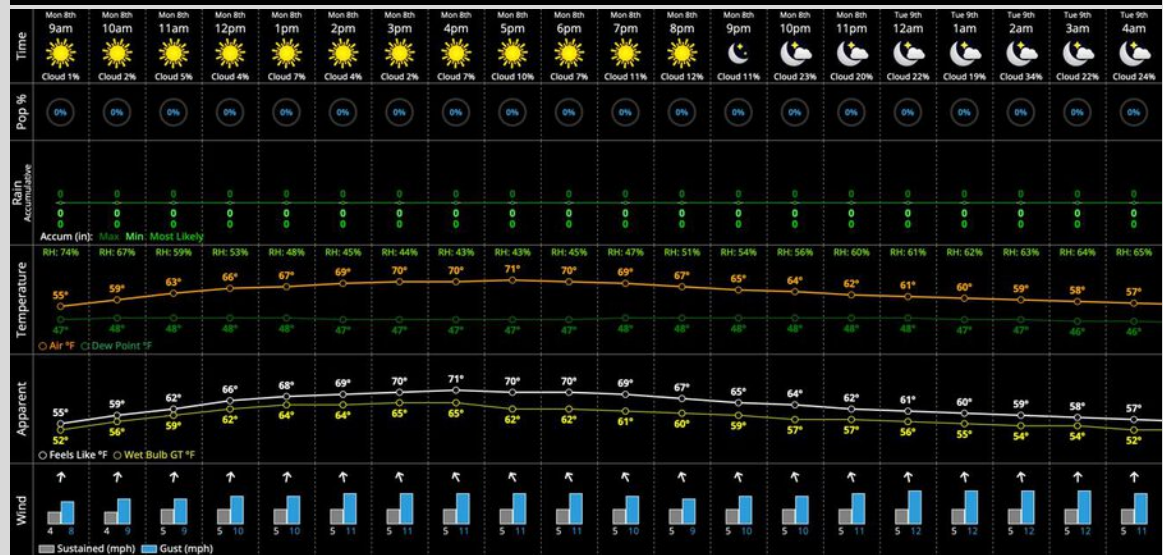 Mon 8th Mon 8th Mon 8th Mon 8th Mon 8th Mon 8th Mon 8th Mon 8th Mon 8th Mon 8th Mon 8th Mon 8th Mon 8th Mon 8th Mon 8th Tue 9th Tue 9th Tue 9th Tue 9th Tue 9th
Time 9am 10am 11am 12pm 1pm 2pm 3pm 4pm 5pm 6pm 7pm 8pm 9pm 10pm 11pm 12am 1am 2am 3am 4am
Cloud 1% Cloud 2% Cloud 5% Cloud 4% Cloud 7% Cloud 4% Cloud 2% Cloud 7% Cloud 10% Cloud 7% Cloud 11% Cloud 12% Cloud 11% Cloud 23% Cloud 20% Cloud 22% Cloud 19% Cloud 34% Cloud 22% Cloud 24%
Pop % 0% 0% 0% 0% 0% 0% 0% 0% 0% 0% 0% 0% 0% 0% 0% 0% 0% 0% 0% 0%
Rain
Accumulative
0 0 0 0 0 0 0 0 0 0 0 0 0 0 0 0 0 0 0 0
0 0 0 0 0 0 0 0 0 0 0 0 0 0 0 0 0 0 0 0
0 0 0 0 0 0 0 0 0 0 0 0 0 0 0 0 0 0 0 0
Accum (in): Max Min Most Likely
RH: 74% RH: 67% RH: 59% RH: 53% RH: 48% RH: 45% RH: 44% RH: 43% RH: 43% RH: 45% RH: 47% RH: 51% RH: 54% RH: 56% RH: 60% RH: 61% RH: 62% RH: 63% RH: 64% RH: 65%
Temperature
55° 59° 63° 66° 67° 69° 70° 70° 71° 70° 69° 67° 65° 64° 62° 61° 60° 59° 58° 57°
47° 48° 48° 48° 48° 47° 47° 47° 47° 47° 48° 48° 48° 48° 48° 48° 47° 47° 46° 46°
Air °F Dew Point °F
Apparent
55° 59° 62° 66° 68° 69° 70° 71° 70° 70° 69° 67° 65° 64° 62° 61° 60° 59° 58° 57°
52° 56° 59° 62° 64° 64° 65° 65° 62° 62° 61° 60° 59° 57° 57° 56° 55° 54° 54° 52°
Feels Like °F Wet Bulb GT °F
Wind
4 8 4 9 5 9 5 10 5 10 5 11 5 11 5 11 5 11 5 11 5 10 5 9 5 10 5 10 5 11 5 12 5 12 5 12 5 12 5 11
Sustained (mph) Gust (mph)